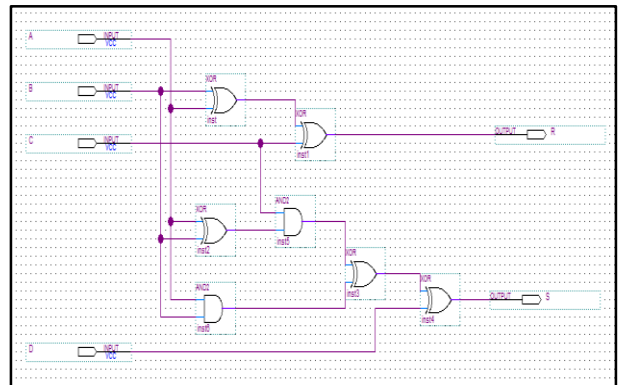 A INPUT
VCC
XOR
B INPUT
VCC
inst
XOR
C INPUT
VCC
inst1
OUTPUT R
AND2
XOR
inst5
inst2
XOR
AND2
XOR
inst3
OUTPUT S
inst6
inst4
D INPUT
VCC